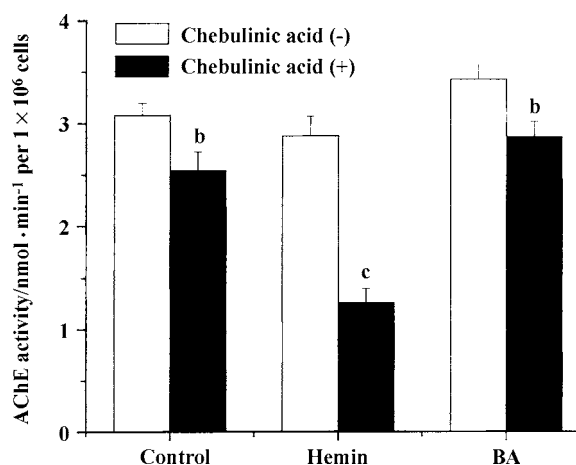 AChE activity/nmol · min⁻¹ per 1 × 10⁶ cells
4
3
2
1
0
Chebulinic acid (-)
Chebulinic acid (+)
b
c
b
Control
Hemin
BA